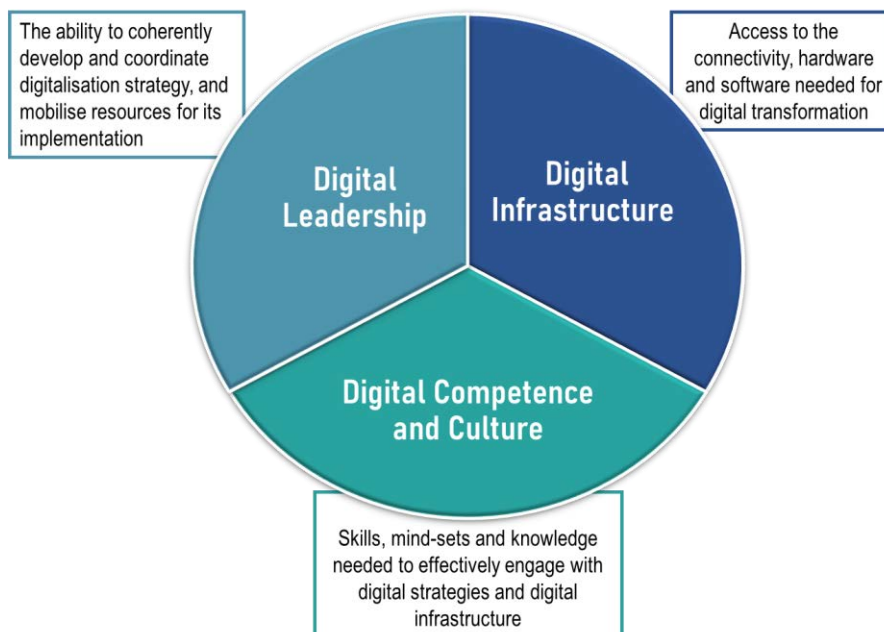 The ability to coherently
develop and coordinate
digitalisation strategy, and
mobilise resources for its
implementation
Access to the
connectivity, hardware
and software needed for
digital transformation
Digital
Leadership
Digital
Infrastructure
Digital Competence
and Culture
Skills, mind-sets and knowledge
needed to effectively engage with
digital strategies and digital
infrastructure